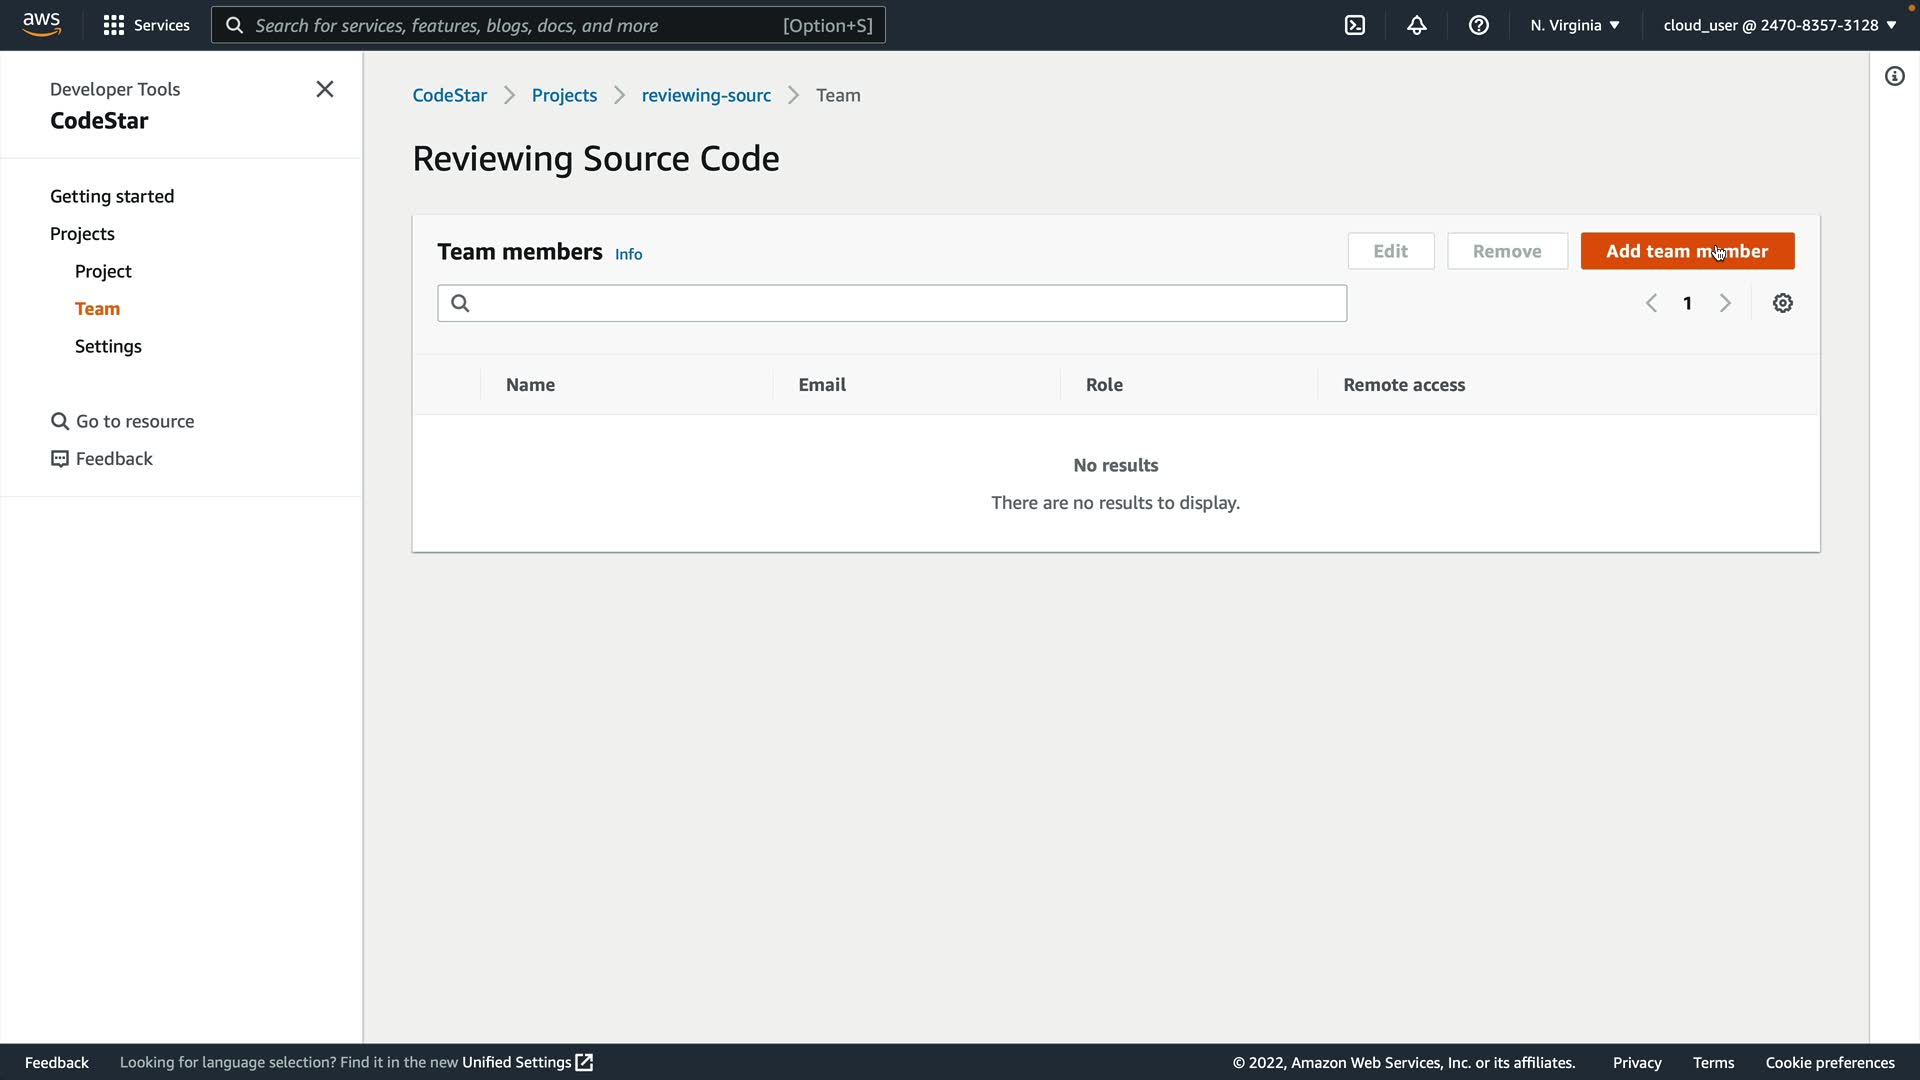 aws
Services
Search for services, features, blogs, docs, and more [Option+S]
N. Virginia
cloud_user @ 2470-8357-3128
Developer Tools
CodeStar
Getting started
Projects
Project
Team
Settings
Go to resource
Feedback
CodeStar > Projects > reviewing-sourc > Team
Reviewing Source Code
Team members Info
Edit
Remove
Add team member
1
Name Email Role Remote access
No results
There are no results to display.
Feedback
Looking for language selection? Find it in the new Unified Settings
© 2022, Amazon Web Services, Inc. or its affiliates.
Privacy
Terms
Cookie preferences